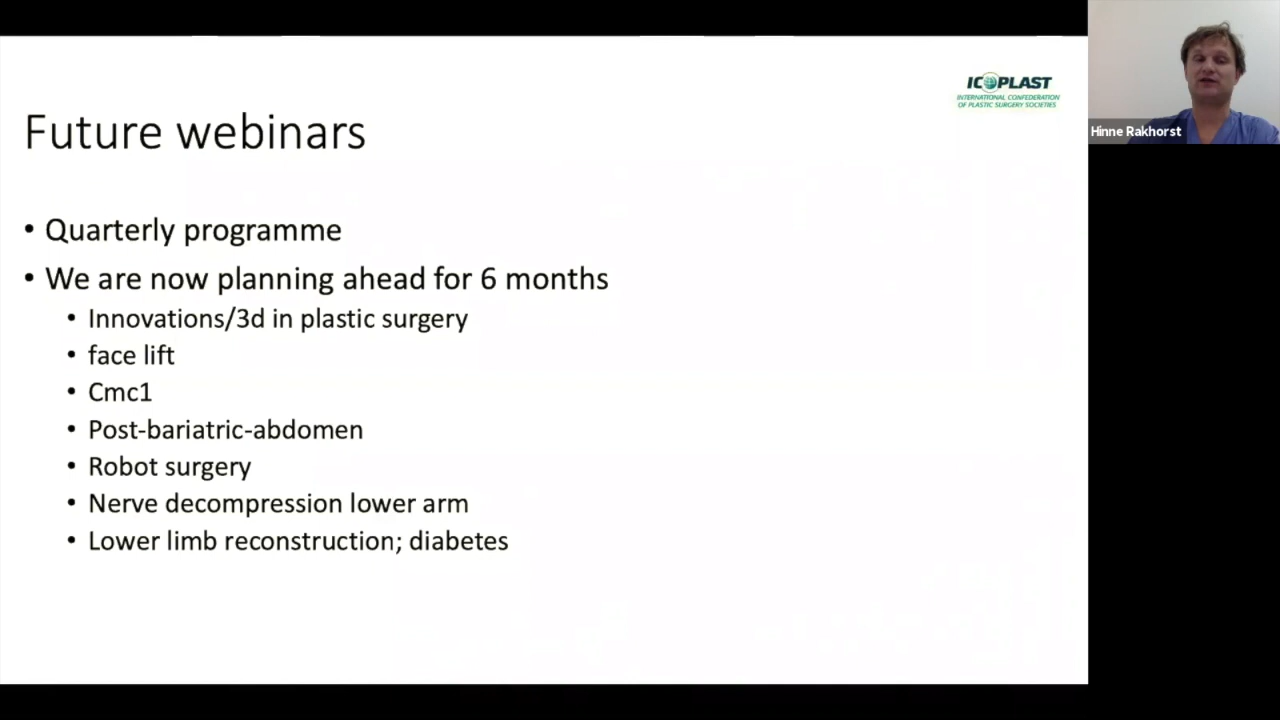 ICOPLAST
INTERNATIONAL CONFEDERATION
OF PLASTIC SURGERY SOCIETIES
Hinne Rakhorst
Future webinars
• Quarterly programme
• We are now planning ahead for 6 months
• Innovations/3d in plastic surgery
• face lift
• Cmc1
• Post-bariatric-abdomen
• Robot surgery
• Nerve decompression lower arm
• Lower limb reconstruction; diabetes